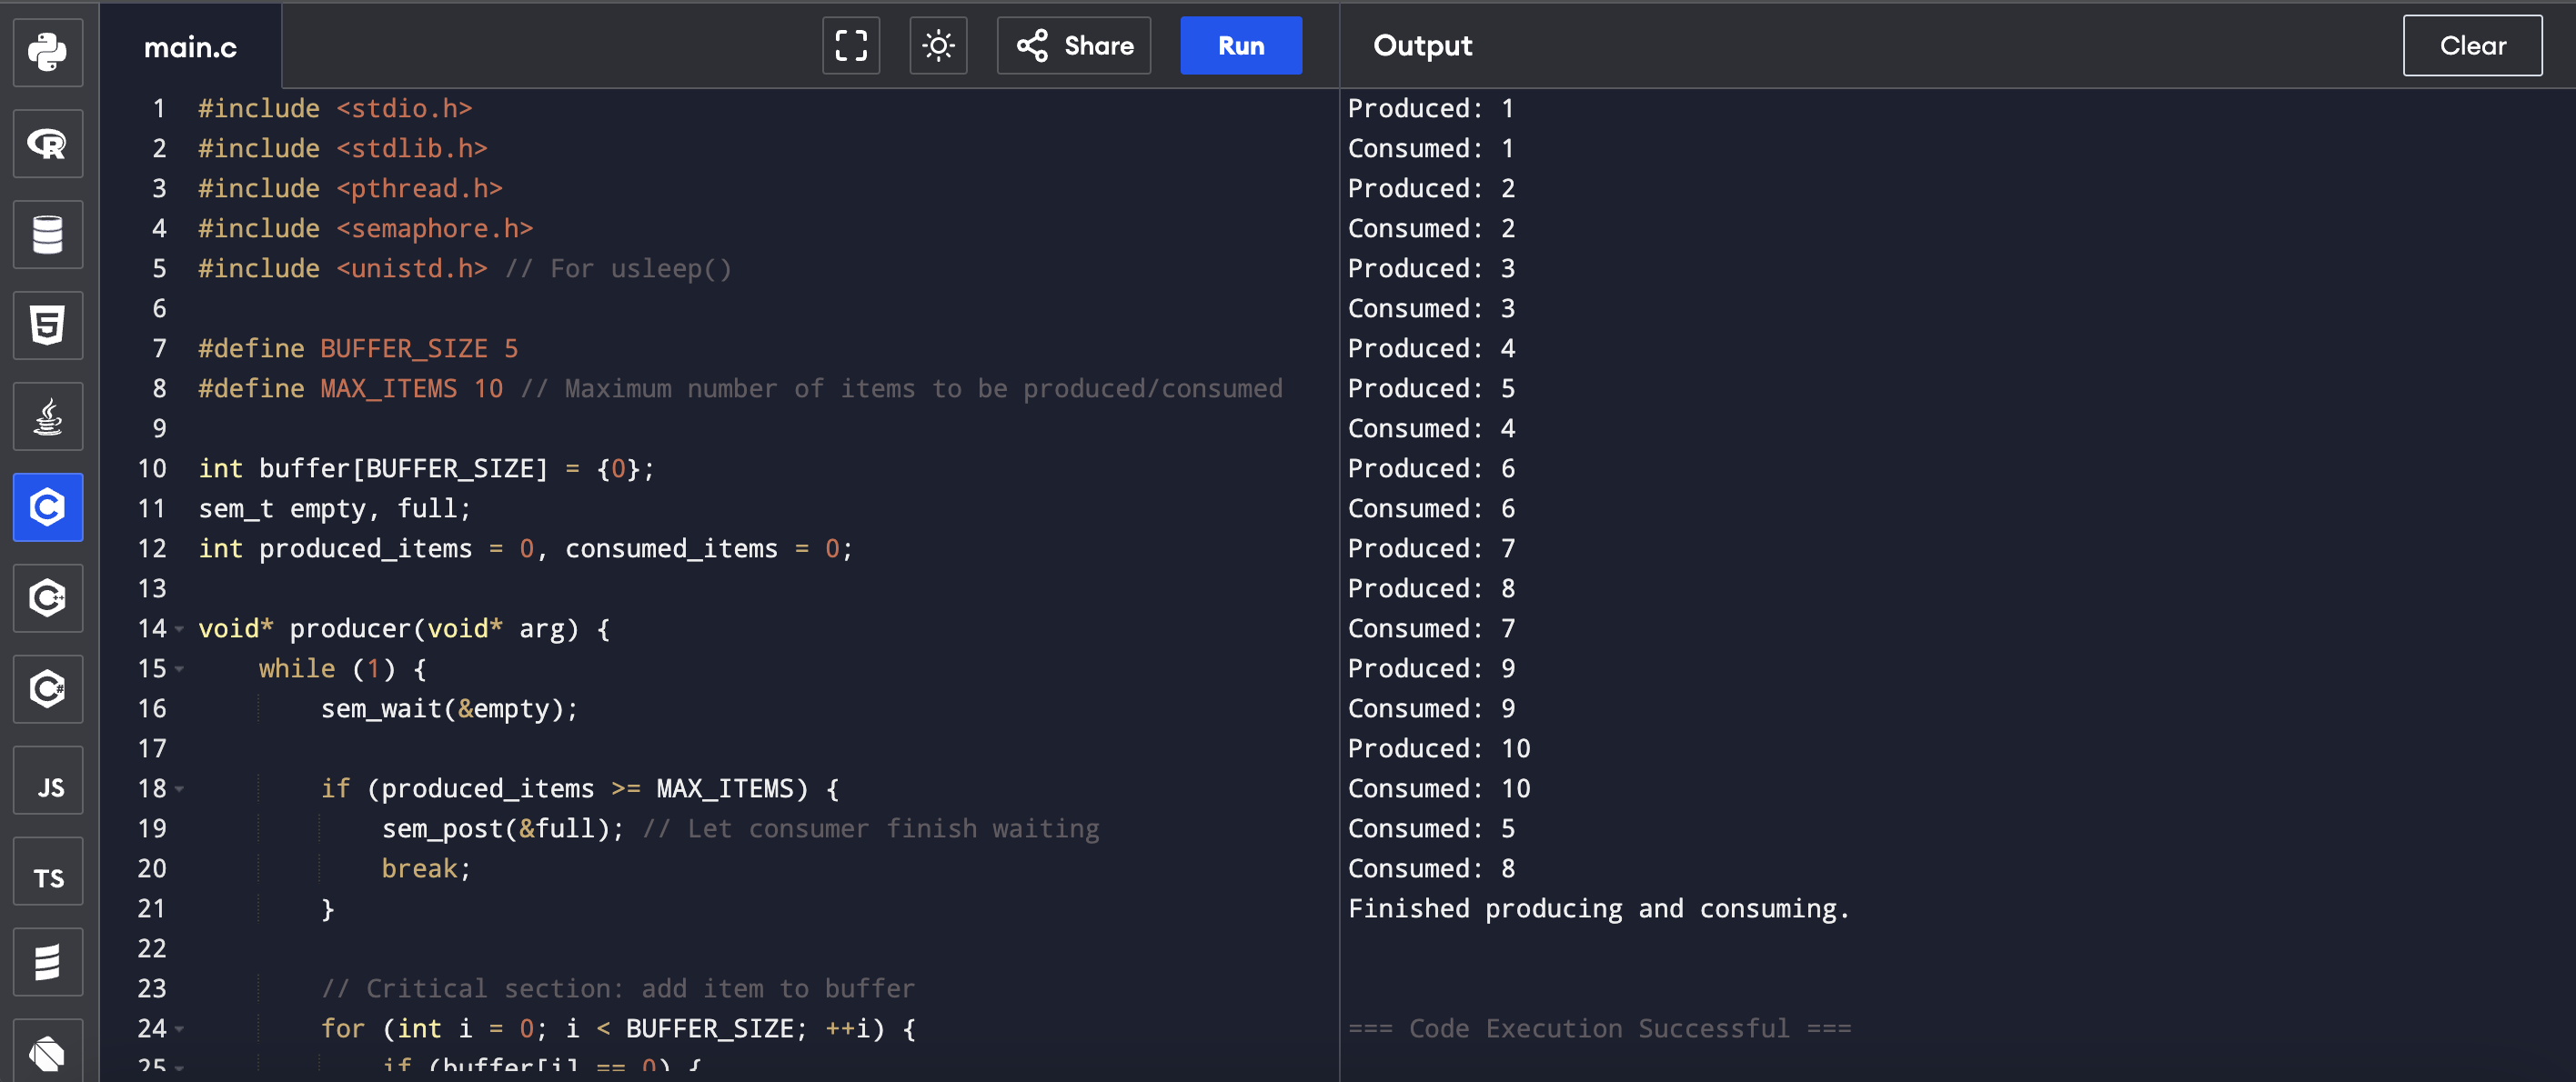 main.c
Share
Run
Output
Clear
1 #include <stdio.h>
2 #include <stdlib.h>
3 #include <pthread.h>
4 #include <semaphore.h>
5 #include <unistd.h> // For usleep()
6
7 #define BUFFER_SIZE 5
8 #define MAX_ITEMS 10 // Maximum number of items to be produced/consumed
9
10 int buffer[BUFFER_SIZE] = {0};
11 sem_t empty, full;
12 int produced_items = 0, consumed_items = 0;
13
14 void* producer(void* arg) {
15     while (1) {
16         sem_wait(&empty);
17
18         if (produced_items >= MAX_ITEMS) {
19             sem_post(&full); // Let consumer finish waiting
20             break;
21         }
22
23         // Critical section: add item to buffer
24         for (int i = 0; i < BUFFER_SIZE; ++i) {
25             if (buffer[i] == 0) {
Produced: 1
Consumed: 1
Produced: 2
Consumed: 2
Produced: 3
Consumed: 3
Produced: 4
Produced: 5
Consumed: 4
Produced: 6
Consumed: 6
Produced: 7
Produced: 8
Consumed: 7
Produced: 9
Consumed: 9
Produced: 10
Consumed: 10
Consumed: 5
Consumed: 8
Finished producing and consuming.
=== Code Execution Successful ===
R
5
C
C++
C#
JS
TS